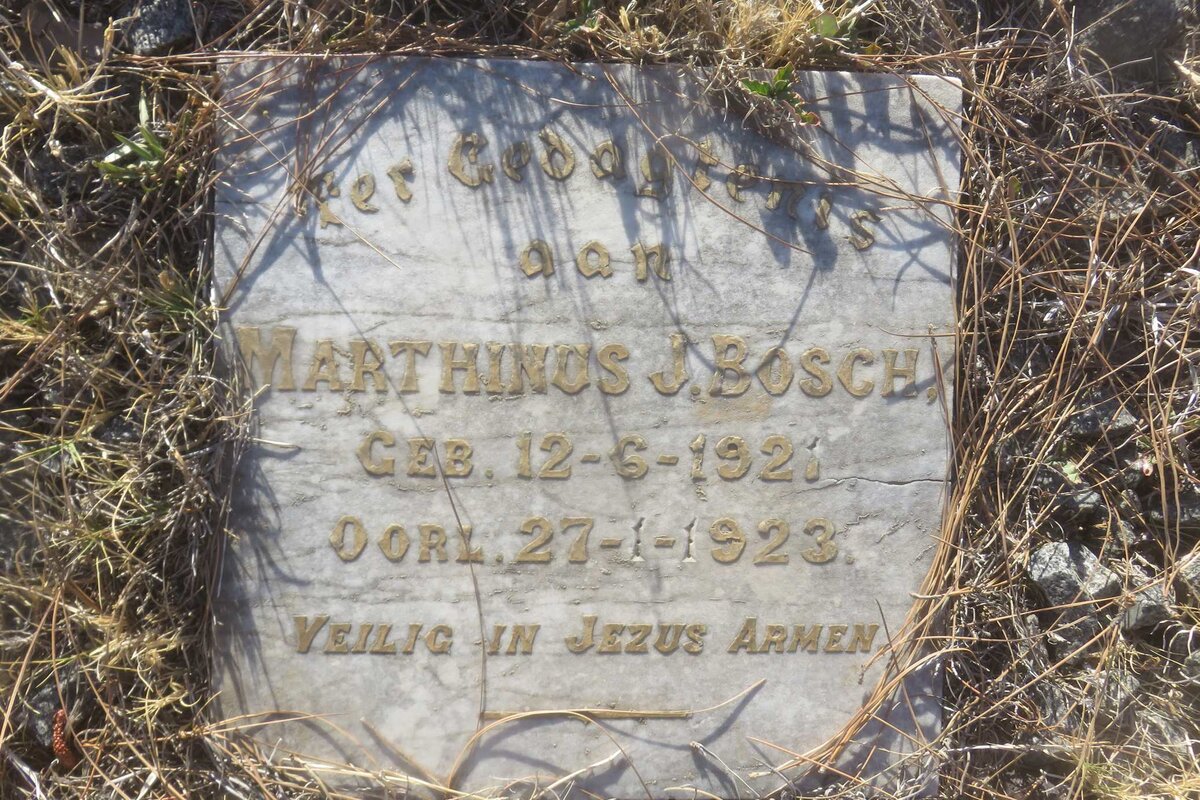 Ter Gedagtenis
aan
MARTHINUS J. BOSCH,
GEB. 12-6-1921
OORL. 27-1-1923.
VEILIG IN JEZUS ARMEN.